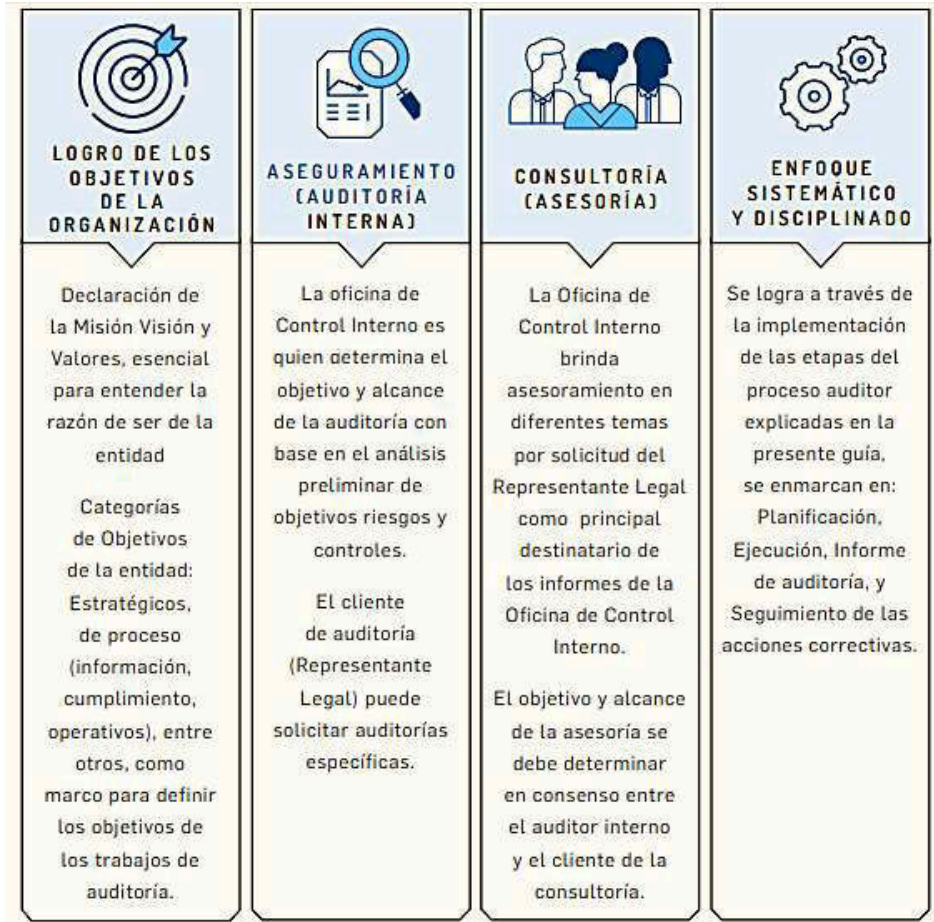 LOGRO DE LOS
OBJETIVOS
DE LA
ORGANIZACIÓN
Declaración de
la Misión Visión y
Valores, esencial
para entender la
razón de ser de la
entidad
Categorías
de Objetivos
de la entidad:
Estratégicos,
de proceso
(información,
cumplimiento,
operativos), entre
otros, como
marco para definir
los objetivos de
los trabajos de
auditoría.
ASEGURAMIENTO
(AUDITORÍA
INTERNA)
La oficina de
Control Interno es
quien determina el
objetivo y alcance
de la auditoría con
base en el análisis
preliminar de
objetivos riesgos y
controles.
El cliente
de auditoría
(Representante
Legal) puede
solicitar auditorías
específicas.
CONSULTORÍA
(ASESORÍA)
La Oficina de
Control Interno
brinda
asesoramiento en
diferentes temas
por solicitud del
Representante Legal
como principal
destinatario de
los informes de la
Oficina de Control
Interno.
El objetivo y alcance
de la asesoría se
debe determinar
en consenso entre
el auditor interno
y el cliente de la
consultoría.
ENFOQUE
SISTEMÁTICO
Y DISCIPLINADO
Se logra a través de
la implementación
de las etapas del
proceso auditor
explicadas en la
presente guía,
se enmarcan en:
Planificación,
Ejecución, Informe
de auditoría, y
Seguimiento de las
acciones correctivas.